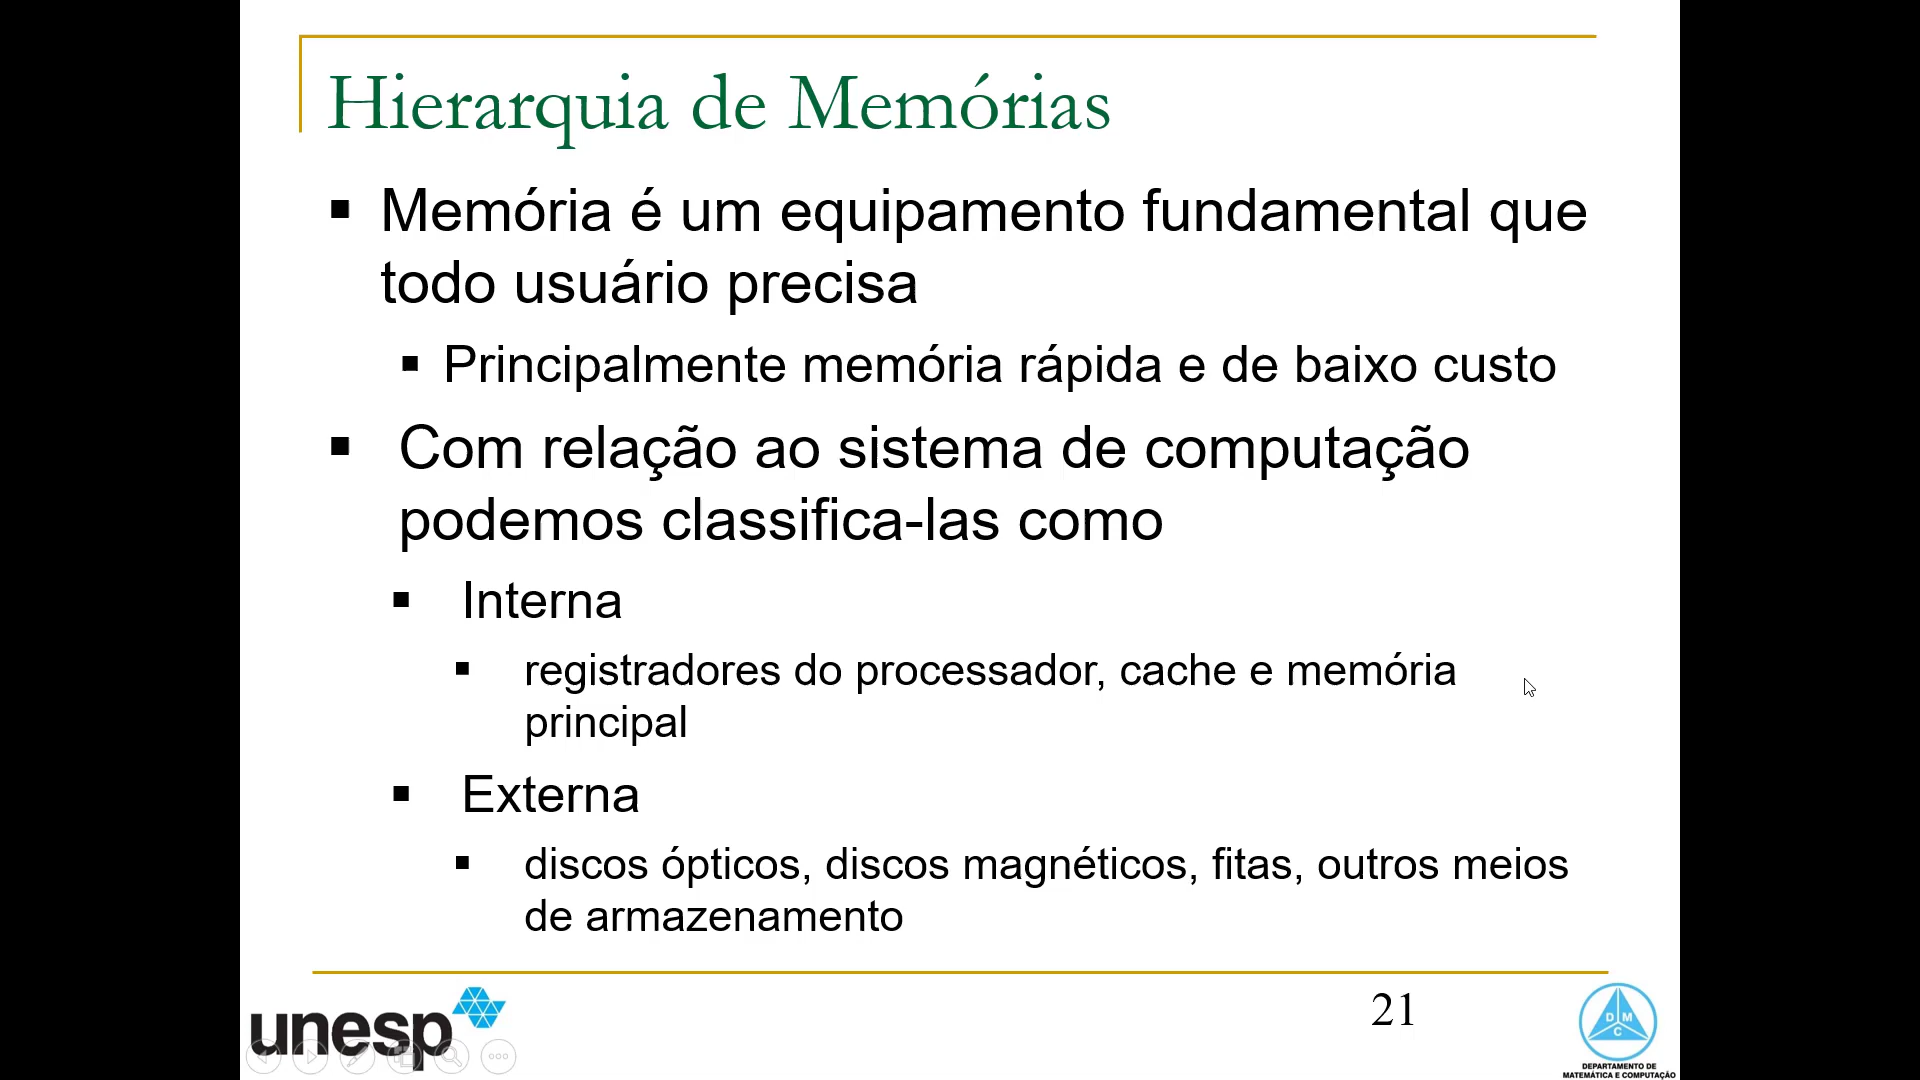 Hierarquia de Memórias
Memória é um equipamento fundamental que
todo usuário precisa
Principalmente memória rápida e de baixo custo
Com relação ao sistema de computação
podemos classifica-las como
Interna
registradores do processador, cache e memória
principal
Externa
discos ópticos, discos magnéticos, fitas, outros meios
de armazenamento
unesp
21
D M
C
DEPARTAMENTO DE
MATEMÁTICA E COMPUTAÇÃO